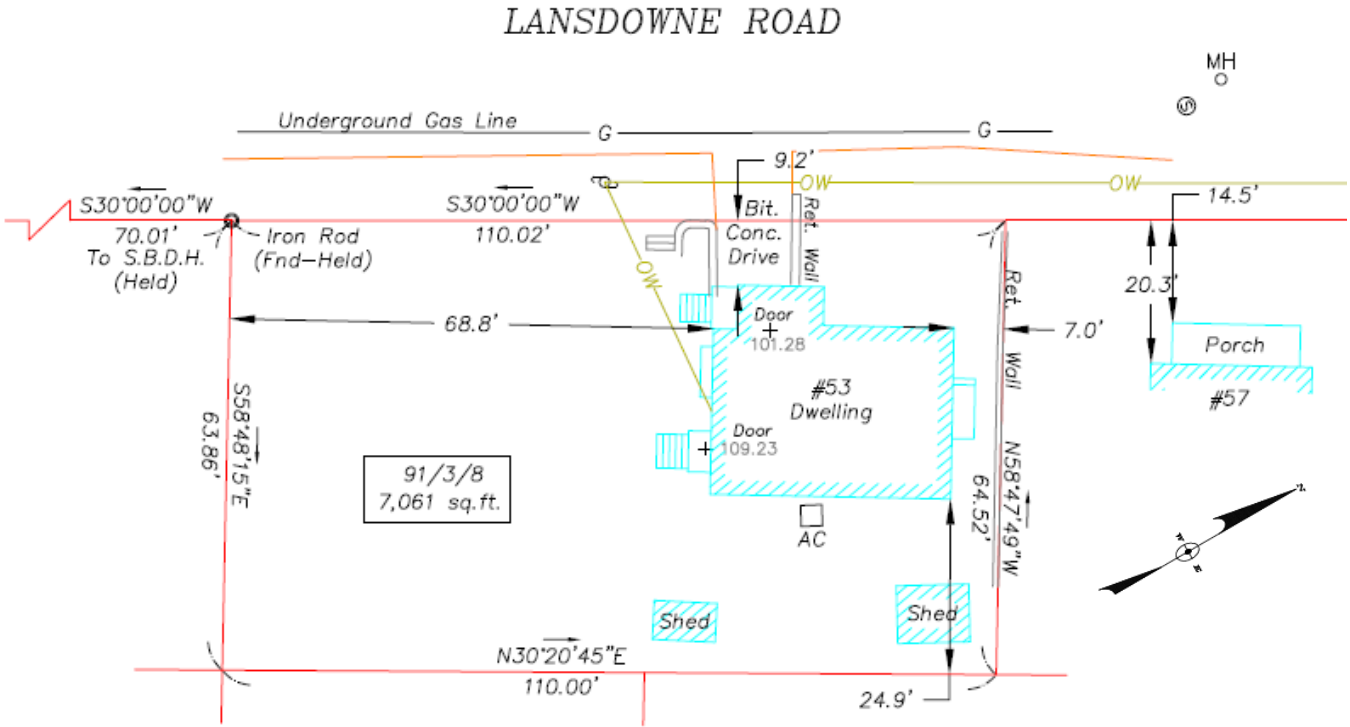 LANSDOWNE ROAD
MH
S
Underground Gas Line
G
G
9.2'
OW
OW
14.5'
S30°00'00"W
S30°00'00"W
70.01'
To S.B.D.H.
(Held)
Iron Rod
(Fnd-Held)
110.02'
Bit.
Conc.
Drive
Ret. Wall
OW
20.3'
68.8'
Door
101.28
Ret. Wall
7.0'
Porch
#57
#53
Dwelling
S58°48'15"E
63.86'
Door
109.23
91/3/8
7,061 sq.ft.
N58°47'49"W
64.52'
AC
Z
W
E
Shed
Shed
N30°20'45"E
110.00'
24.9'